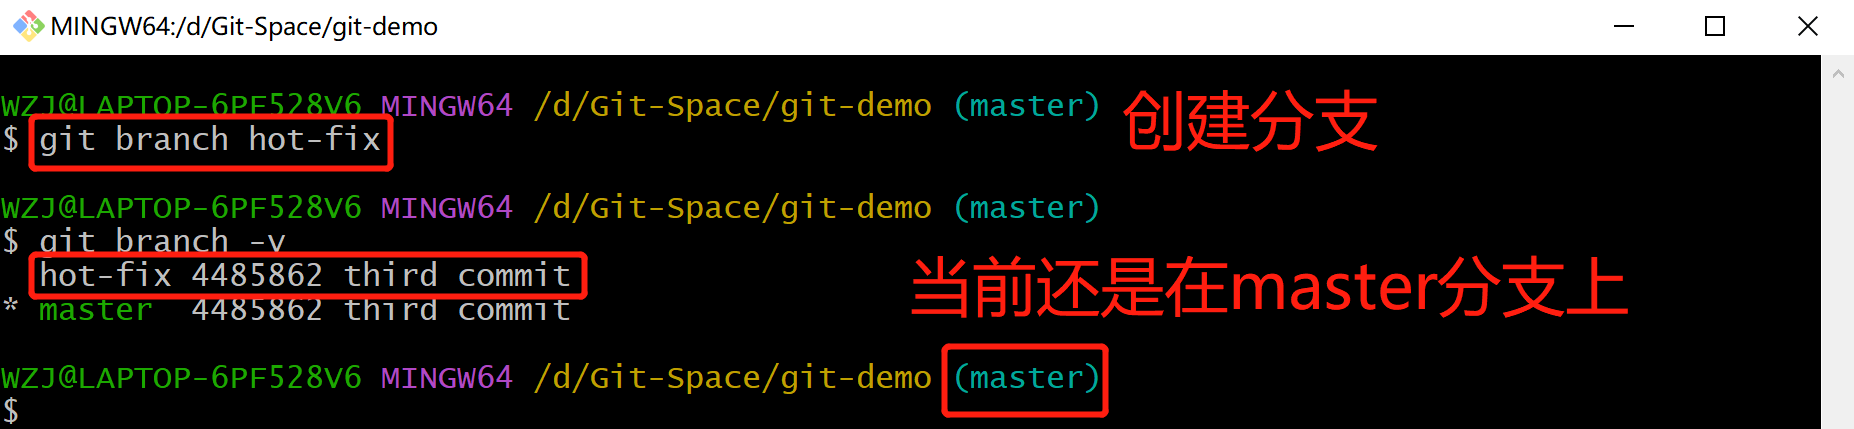 MINGW64:/d/Git-Space/git-demo
WZJ@LAPTOP-6PF528V6 MINGW64 /d/Git-Space/git-demo (master) 创建分支
$ git branch hot-fix
WZJ@LAPTOP-6PF528V6 MINGW64 /d/Git-Space/git-demo (master)
$ git branch -v
hot-fix 4485862 third commit 当前还是在master分支上
* master 4485862 third commit
WZJ@LAPTOP-6PF528V6 MINGW64 /d/Git-Space/git-demo (master)
$